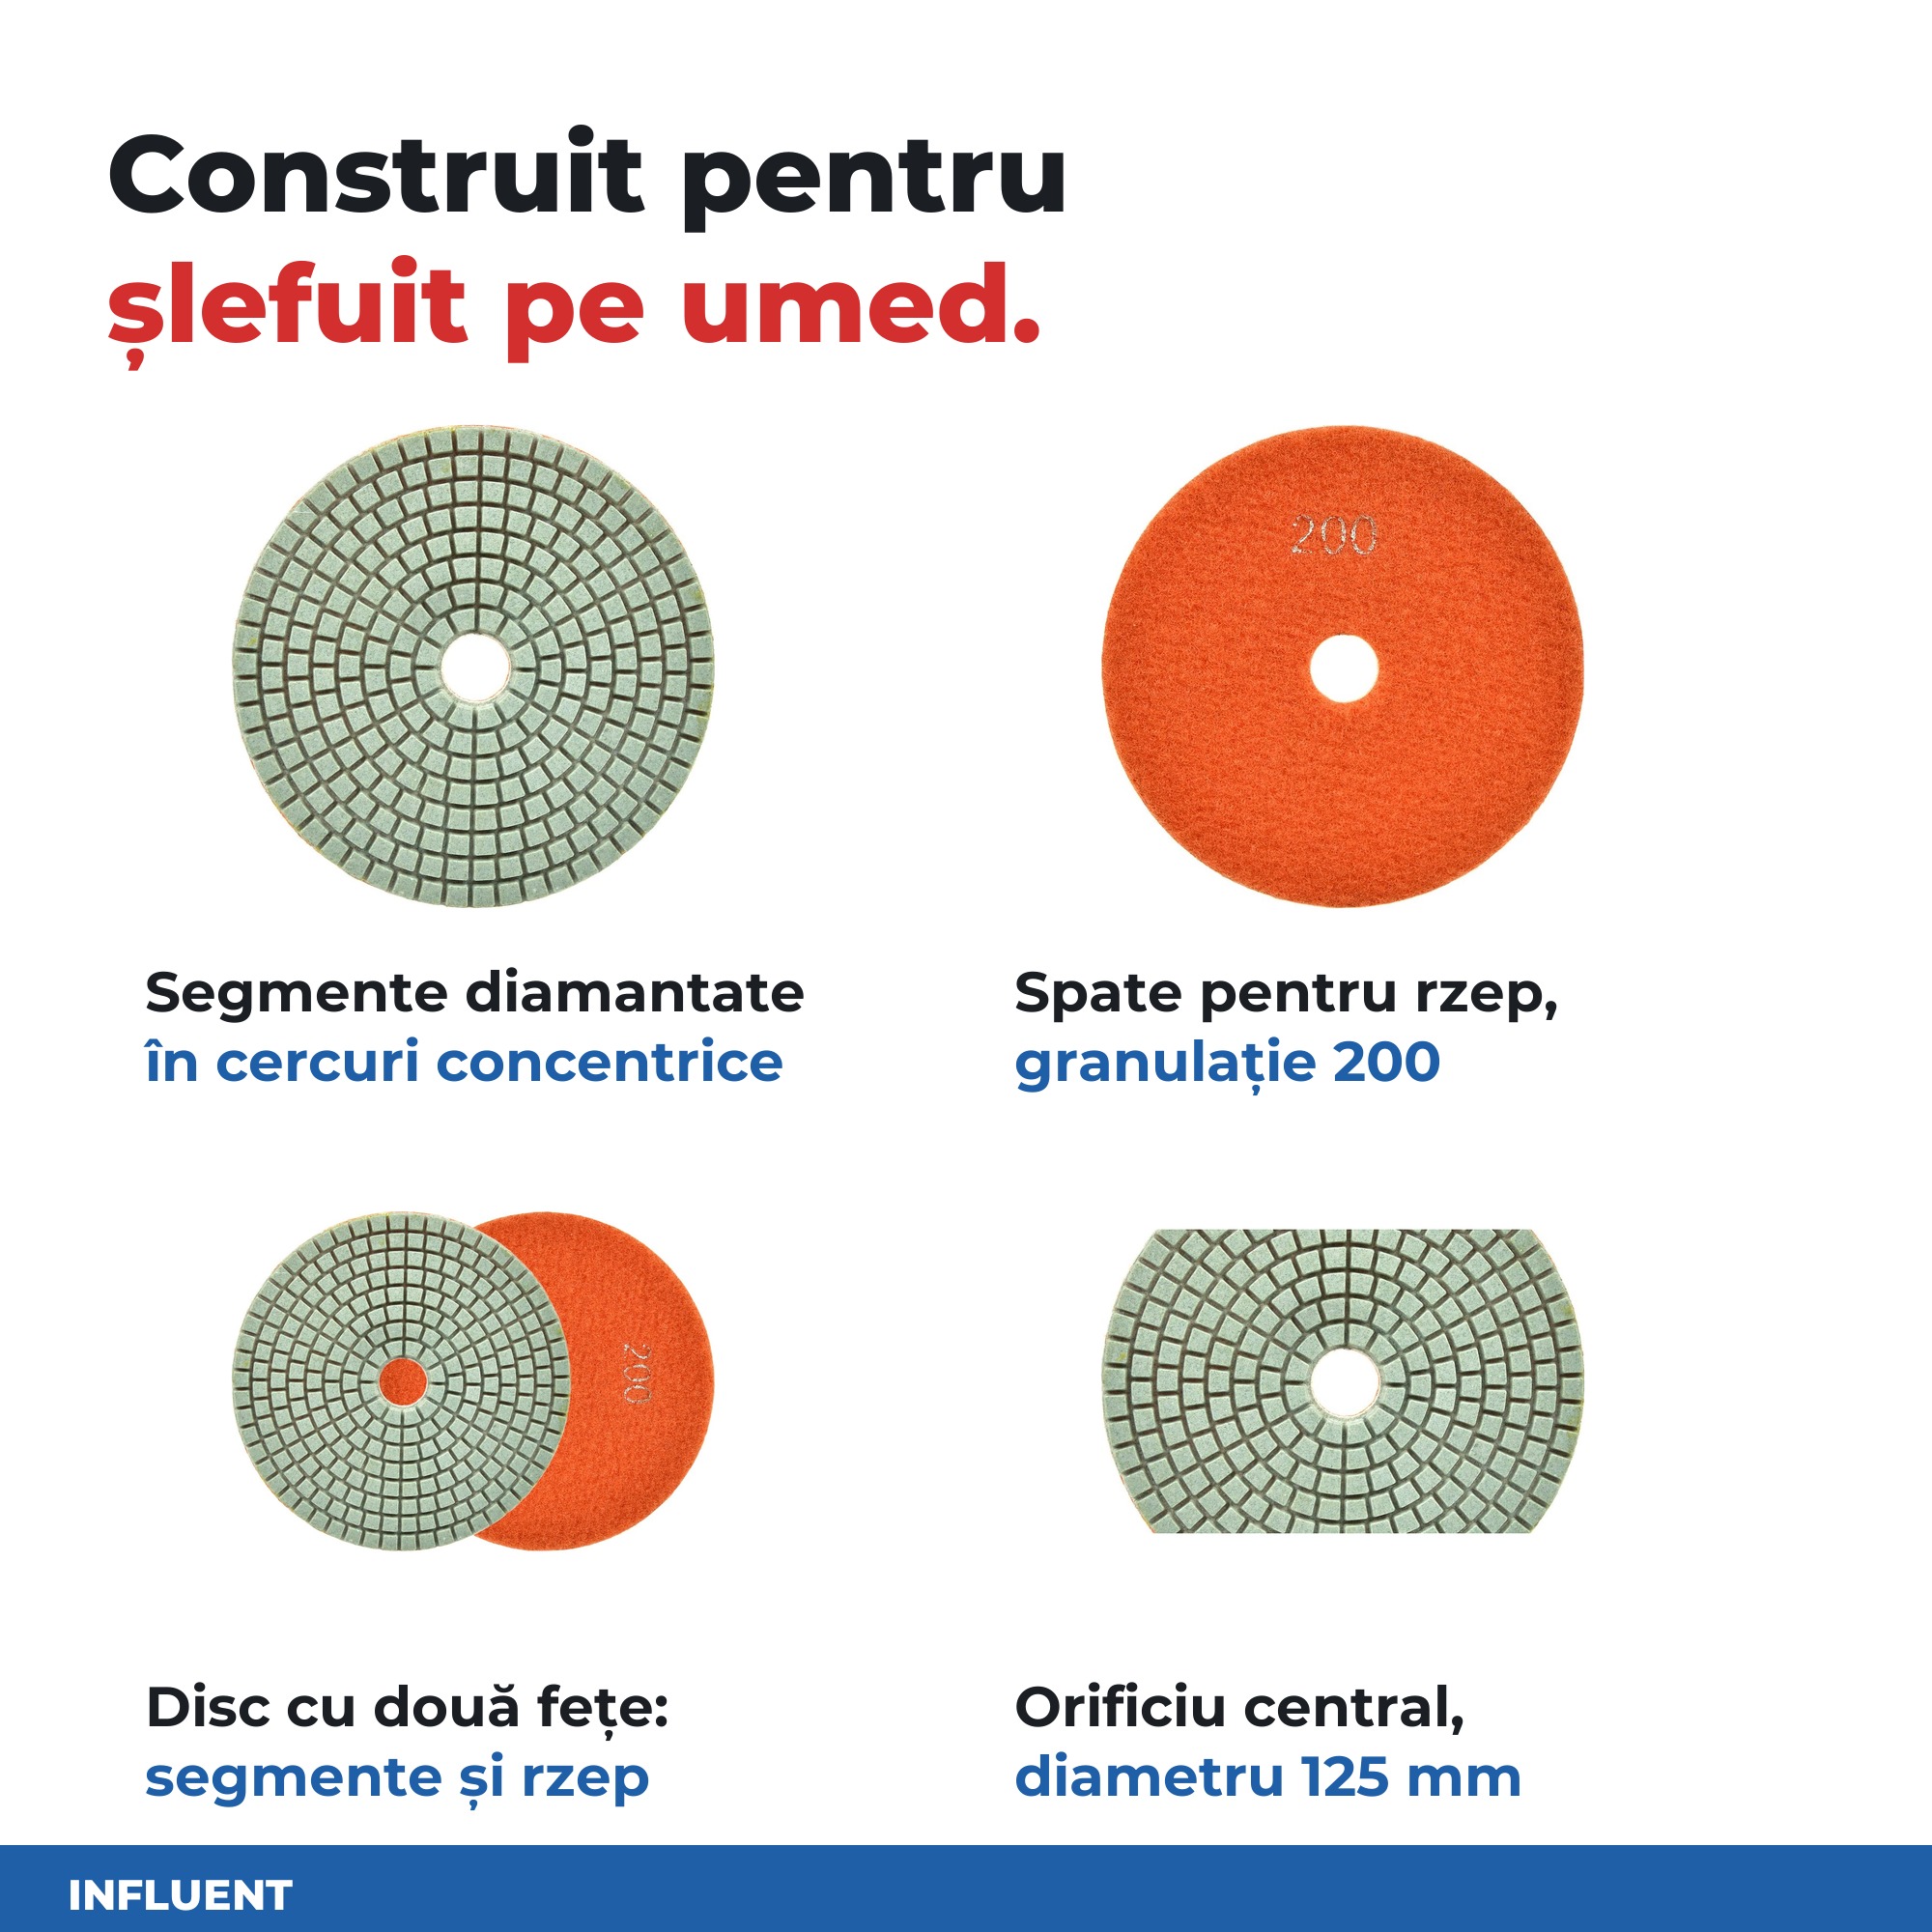 Construit pentru
șlefuit pe umed.
200
Segmente diamantate
în cercuri concentrice
Spate pentru rzep,
granulație 200
200
Disc cu două fețe:
segmente și rzep
Orificiu central,
diametru 125 mm
INFLUENT